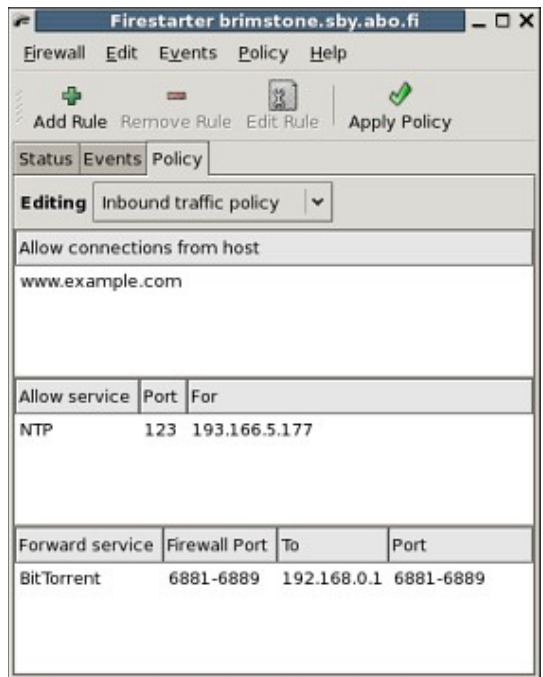 Firestarter brimstone.sby.abo.fi
Firewall Edit Events Policy Help
Add Rule Remove Rule Edit Rule Apply Policy
Status Events Policy
Editing Inbound traffic policy
Allow connections from host
www.example.com
Allow service Port For
NTP 123 193.166.5.177
Forward service Firewall Port To Port
BitTorrent 6881-6889 192.168.0.1 6881-6889